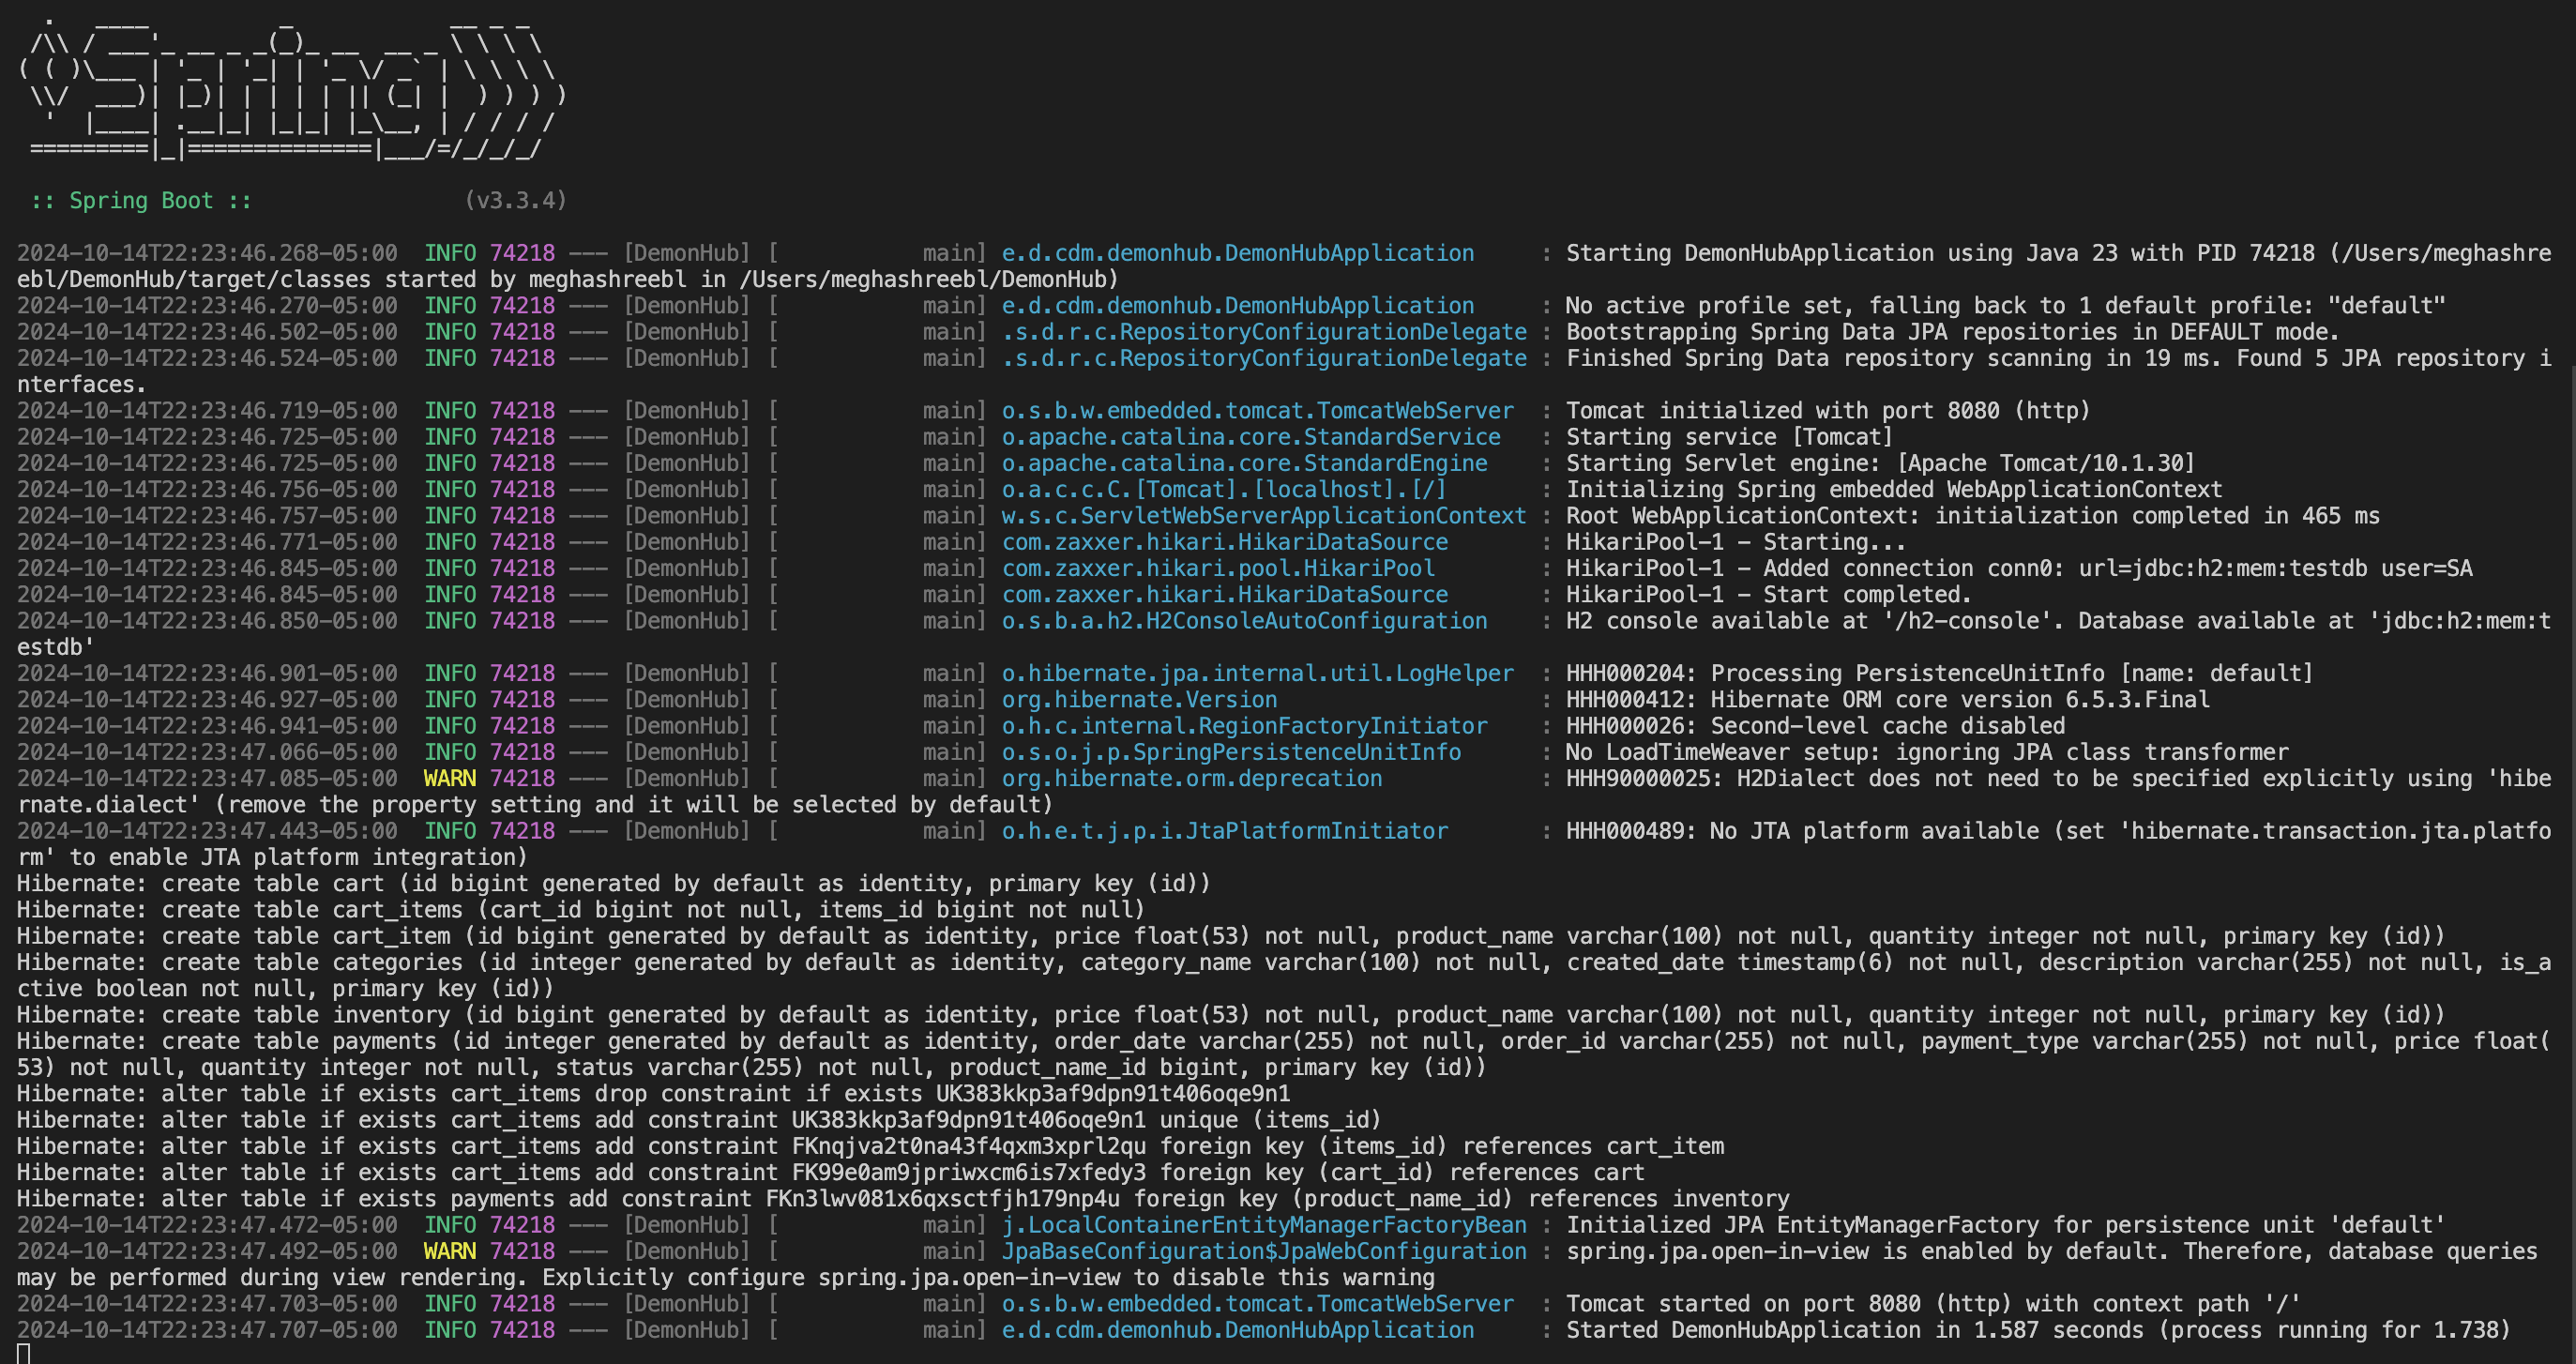 .   ____          _            __ _ _
 /\\ / ___'_ __ _ _(_)_ __  __ _ \ \ \ \
( ( )\___ | '_ | '_| | '_ \/ _` | \ \ \ \
 \\/  ___)| |_)| | | | | || (_| |  ) ) ) )
  '  |____| .__|_| |_|_| |_\__, | / / / /
 =========|_|==============|___/=/_/_/_/

 :: Spring Boot ::                (v3.3.4)

2024-10-14T22:23:46.268-05:00  INFO 74218 --- [DemonHub] [           main] e.d.cdm.demonhub.DemonHubApplication     : Starting DemonHubApplication using Java 23 with PID 74218 (/Users/meghashre
ebl/DemonHub/target/classes started by meghashreebl in /Users/meghashreebl/DemonHub)
2024-10-14T22:23:46.270-05:00  INFO 74218 --- [DemonHub] [           main] e.d.cdm.demonhub.DemonHubApplication     : No active profile set, falling back to 1 default profile: "default"
2024-10-14T22:23:46.502-05:00  INFO 74218 --- [DemonHub] [           main] .s.d.r.c.RepositoryConfigurationDelegate : Bootstrapping Spring Data JPA repositories in DEFAULT mode.
2024-10-14T22:23:46.524-05:00  INFO 74218 --- [DemonHub] [           main] .s.d.r.c.RepositoryConfigurationDelegate : Finished Spring Data repository scanning in 19 ms. Found 5 JPA repository i
nterfaces.
2024-10-14T22:23:46.719-05:00  INFO 74218 --- [DemonHub] [           main] o.s.b.w.embedded.tomcat.TomcatWebServer  : Tomcat initialized with port 8080 (http)
2024-10-14T22:23:46.725-05:00  INFO 74218 --- [DemonHub] [           main] o.apache.catalina.core.StandardService   : Starting service [Tomcat]
2024-10-14T22:23:46.725-05:00  INFO 74218 --- [DemonHub] [           main] o.apache.catalina.core.StandardEngine    : Starting Servlet engine: [Apache Tomcat/10.1.30]
2024-10-14T22:23:46.756-05:00  INFO 74218 --- [DemonHub] [           main] o.a.c.c.C.[Tomcat].[localhost].[/]       : Initializing Spring embedded WebApplicationContext
2024-10-14T22:23:46.757-05:00  INFO 74218 --- [DemonHub] [           main] w.s.c.ServletWebServerApplicationContext : Root WebApplicationContext: initialization completed in 465 ms
2024-10-14T22:23:46.771-05:00  INFO 74218 --- [DemonHub] [           main] com.zaxxer.hikari.HikariDataSource       : HikariPool-1 - Starting...
2024-10-14T22:23:46.845-05:00  INFO 74218 --- [DemonHub] [           main] com.zaxxer.hikari.pool.HikariPool        : HikariPool-1 - Added connection conn0: url=jdbc:h2:mem:testdb user=SA
2024-10-14T22:23:46.845-05:00  INFO 74218 --- [DemonHub] [           main] com.zaxxer.hikari.HikariDataSource       : HikariPool-1 - Start completed.
2024-10-14T22:23:46.850-05:00  INFO 74218 --- [DemonHub] [           main] o.s.b.a.h2.H2ConsoleAutoConfiguration    : H2 console available at '/h2-console'. Database available at 'jdbc:h2:mem:t
estdb'
2024-10-14T22:23:46.901-05:00  INFO 74218 --- [DemonHub] [           main] o.hibernate.jpa.internal.util.LogHelper  : HHH000204: Processing PersistenceUnitInfo [name: default]
2024-10-14T22:23:46.927-05:00  INFO 74218 --- [DemonHub] [           main] org.hibernate.Version                    : HHH000412: Hibernate ORM core version 6.5.3.Final
2024-10-14T22:23:46.941-05:00  INFO 74218 --- [DemonHub] [           main] o.h.c.internal.RegionFactoryInitiator    : HHH000026: Second-level cache disabled
2024-10-14T22:23:47.066-05:00  INFO 74218 --- [DemonHub] [           main] o.s.o.j.p.SpringPersistenceUnitInfo      : No LoadTimeWeaver setup: ignoring JPA class transformer
2024-10-14T22:23:47.085-05:00  WARN 74218 --- [DemonHub] [           main] org.hibernate.orm.deprecation            : HHH90000025: H2Dialect does not need to be specified explicitly using 'hibe
rnate.dialect' (remove the property setting and it will be selected by default)
2024-10-14T22:23:47.443-05:00  INFO 74218 --- [DemonHub] [           main] o.h.e.t.j.p.i.JtaPlatformInitiator       : HHH000489: No JTA platform available (set 'hibernate.transaction.jta.platfo
rm' to enable JTA platform integration)
Hibernate: create table cart (id bigint generated by default as identity, primary key (id))
Hibernate: create table cart_items (cart_id bigint not null, items_id bigint not null)
Hibernate: create table cart_item (id bigint generated by default as identity, price float(53) not null, product_name varchar(100) not null, quantity integer not null, primary key (id))
Hibernate: create table categories (id integer generated by default as identity, category_name varchar(100) not null, created_date timestamp(6) not null, description varchar(255) not null, is_a
ctive boolean not null, primary key (id))
Hibernate: create table inventory (id bigint generated by default as identity, price float(53) not null, product_name varchar(100) not null, quantity integer not null, primary key (id))
Hibernate: create table payments (id integer generated by default as identity, order_date varchar(255) not null, order_id varchar(255) not null, payment_type varchar(255) not null, price float(
53) not null, quantity integer not null, status varchar(255) not null, product_name_id bigint, primary key (id))
Hibernate: alter table if exists cart_items drop constraint if exists UK383kkp3af9dpn91t406oqe9n1
Hibernate: alter table if exists cart_items add constraint UK383kkp3af9dpn91t406oqe9n1 unique (items_id)
Hibernate: alter table if exists cart_items add constraint FKnqjva2t0na43f4qxm3xprl2qu foreign key (items_id) references cart_item
Hibernate: alter table if exists cart_items add constraint FK99e0am9jpriwxcm6is7xfedy3 foreign key (cart_id) references cart
Hibernate: alter table if exists payments add constraint FKn3lwv081x6qxsctfjh179np4u foreign key (product_name_id) references inventory
2024-10-14T22:23:47.472-05:00  INFO 74218 --- [DemonHub] [           main] j.LocalContainerEntityManagerFactoryBean : Initialized JPA EntityManagerFactory for persistence unit 'default'
2024-10-14T22:23:47.492-05:00  WARN 74218 --- [DemonHub] [           main] JpaBaseConfiguration$JpaWebConfiguration : spring.jpa.open-in-view is enabled by default. Therefore, database queries
may be performed during view rendering. Explicitly configure spring.jpa.open-in-view to disable this warning
2024-10-14T22:23:47.703-05:00  INFO 74218 --- [DemonHub] [           main] o.s.b.w.embedded.tomcat.TomcatWebServer  : Tomcat started on port 8080 (http) with context path '/'
2024-10-14T22:23:47.707-05:00  INFO 74218 --- [DemonHub] [           main] e.d.cdm.demonhub.DemonHubApplication     : Started DemonHubApplication in 1.587 seconds (process running for 1.738)